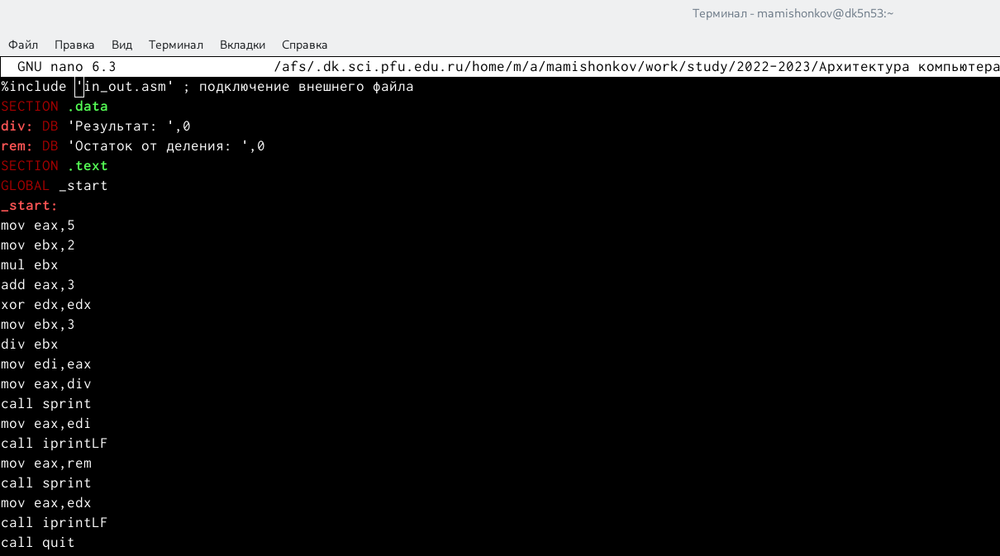 Терминал - mamishonkov@dk5n53:~
Файл Правка Вид Терминал Вкладки Справка
GNU nano 6.3 /afs/.dk.sci.pfu.edu.ru/home/m/a/mamishonkov/work/study/2022-2023/Архитектура компьютера
%include 'in_out.asm' ; подключение внешнего файла
SECTION .data
div: DB 'Результат: ',0
rem: DB 'Остаток от деления: ',0
SECTION .text
GLOBAL _start
_start:
mov eax,5
mov ebx,2
mul ebx
add eax,3
xor edx,edx
mov ebx,3
div ebx
mov edi,eax
mov eax,div
call sprint
mov eax,edi
call iprintLF
mov eax,rem
call sprint
mov eax,edx
call iprintLF
call quit